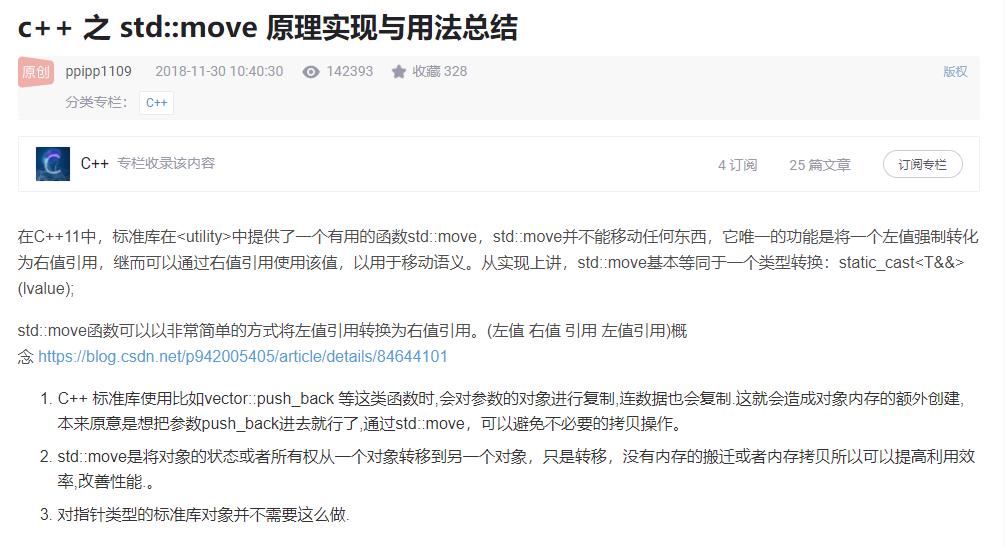 c++ 之 std::move 原理实现与用法总结
原创 ppipp1109 2018-11-30 10:40:30 142393 收藏 328 版权
分类专栏： C++
C++ 专栏收录该内容 4 订阅 25 篇文章 订阅专栏
在C++11中，标准库在<utility>中提供了一个有用的函数std::move，std::move并不能移动任何东西，它唯一的功能是将一个左值强制转化
为右值引用，继而可以通过右值引用使用该值，以用于移动语义。从实现上讲，std::move基本等同于一个类型转换：static_cast<T&&>
(lvalue);
std::move函数可以以非常简单的方式将左值引用转换为右值引用。(左值 右值 引用 左值引用)概
念 https://blog.csdn.net/p942005405/article/details/84644101
1. C++ 标准库使用比如vector::push_back 等这类函数时,会对参数的对象进行复制,连数据也会复制.这就会造成对象内存的额外创建,
本来原意是想把参数push_back进去就行了,通过std::move，可以避免不必要的拷贝操作。
2. std::move是将对象的状态或者所有权从一个对象转移到另一个对象，只是转移，没有内存的搬迁或者内存拷贝所以可以提高利用效
率,改善性能.。
3. 对指针类型的标准库对象并不需要这么做.